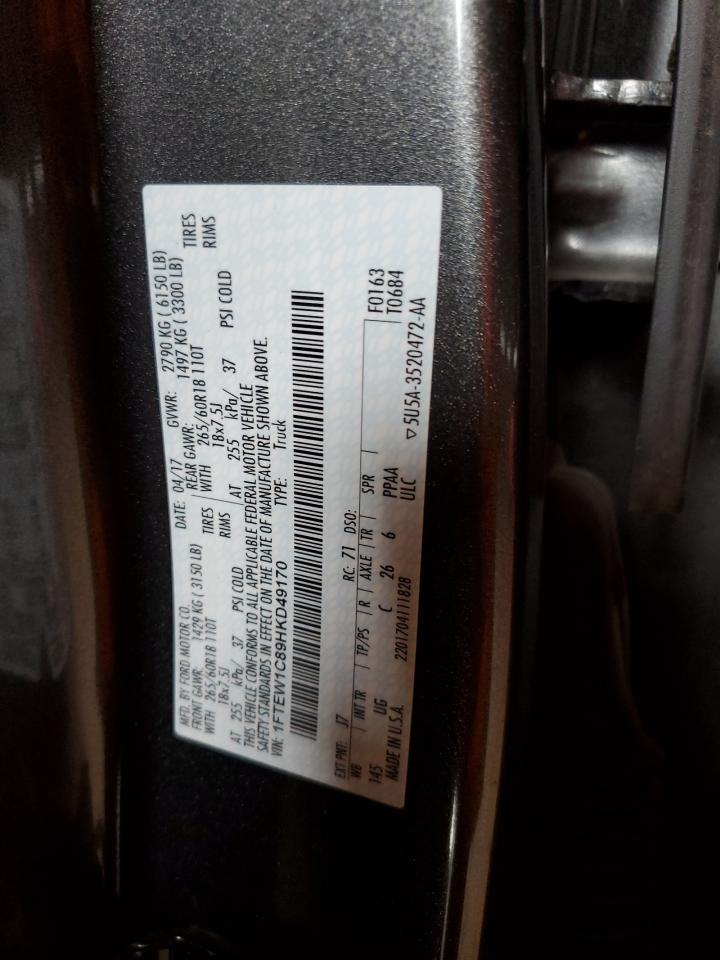 MFD. BY FORD MOTOR CO.
DATE: 04/17 GVWR: 2790 KG ( 6150 LB)
FRONT GAWR: 1429 KG ( 3150 LB) REAR GAWR: 1497 KG ( 3300 LB)
WITH 265/60R18 110T TIRES WITH 265/60R18 110T TIRES
18x7.5J RIMS 18x7.5J RIMS
AT 255 kPa/ 37 PSI COLD AT 255 kPa/ 37 PSI COLD
THIS VEHICLE CONFORMS TO ALL APPLICABLE FEDERAL MOTOR VEHICLE
SAFETY STANDARDS IN EFFECT ON THE DATE OF MANUFACTURE SHOWN ABOVE.
VIN: 1FTEW1C89HKD49170 TYPE: Truck
EXT PNT: J7 RC: 71 DSO: F0163
WB INT TR TP/PS R AXLE TR SPR T0684
145 UG C 26 6 PPAA ▽5U5A-3520472-AA
MADE IN U.S.A. 2201704111828 ULC